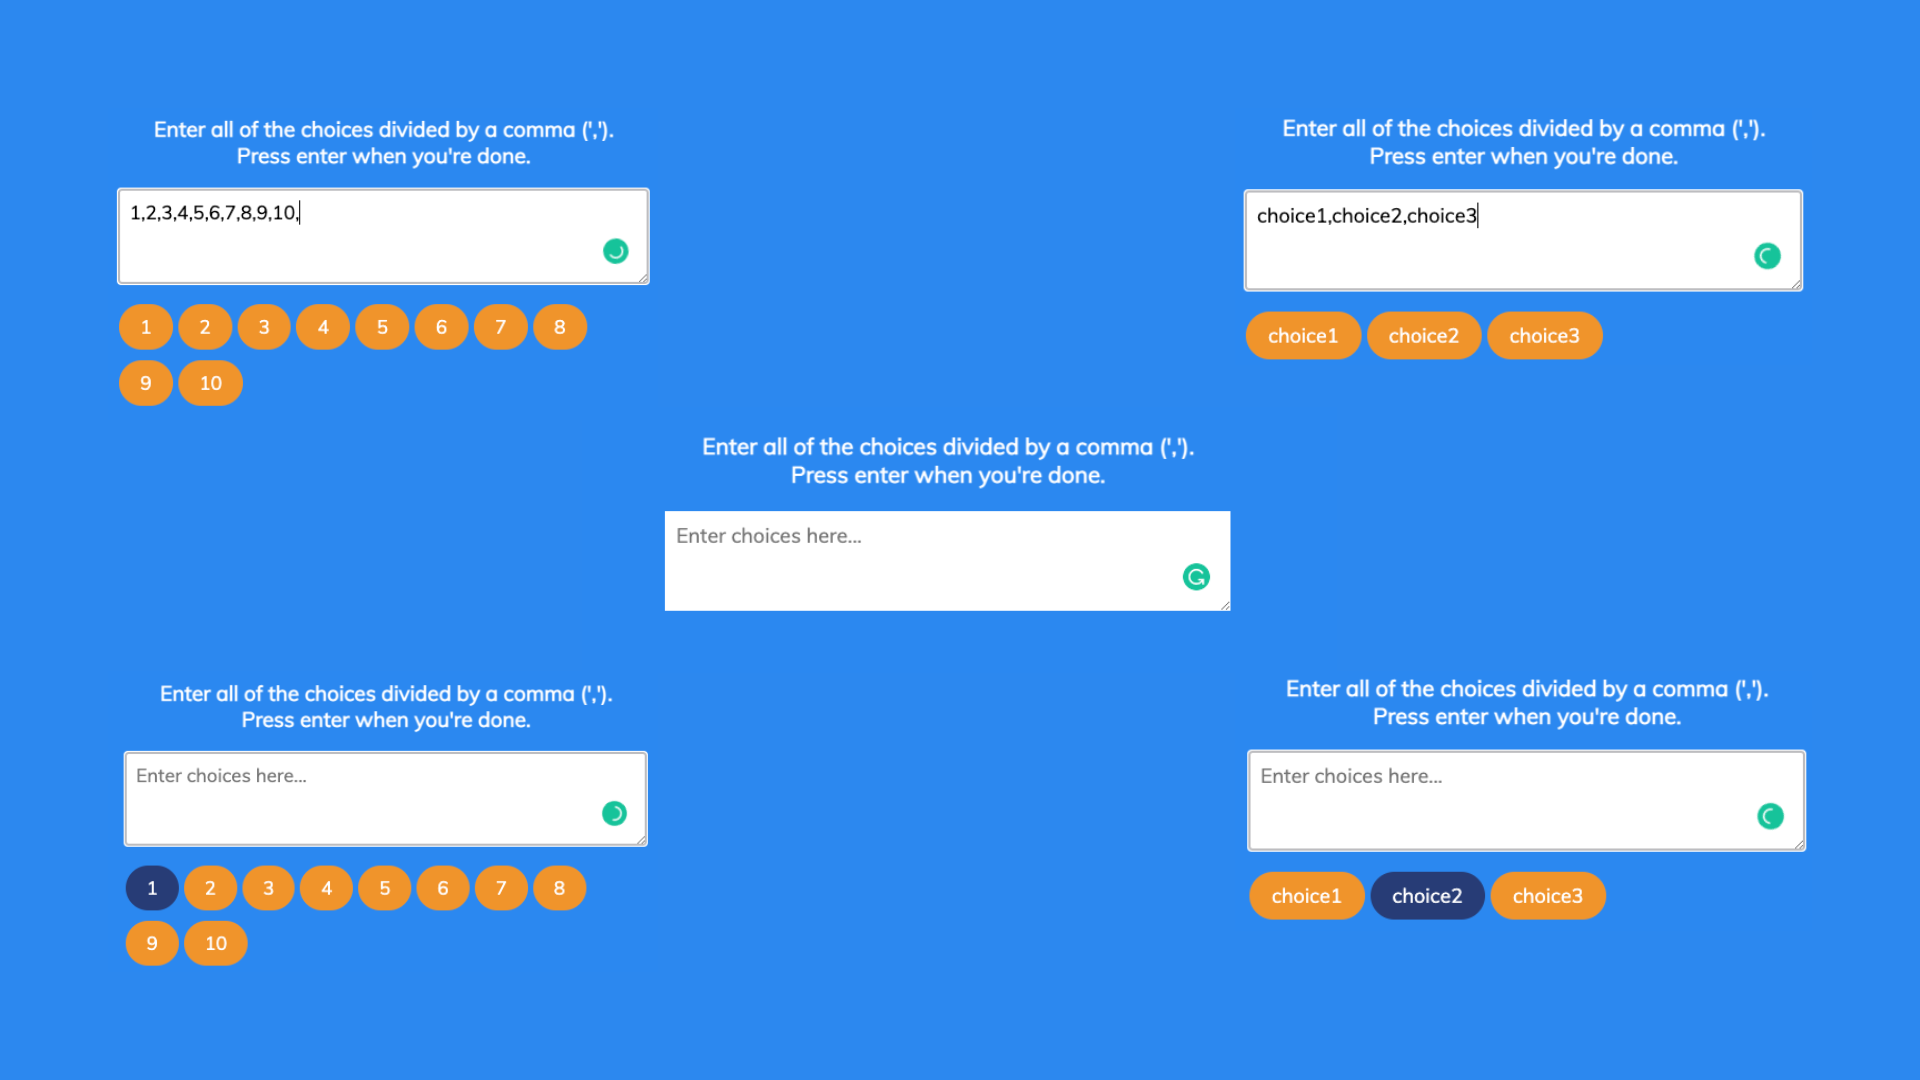 Enter all of the choices divided by a comma (',').
Press enter when you're done.
1,2,3,4,5,6,7,8,9,10,
1 2 3 4 5 6 7 8
9 10
Enter all of the choices divided by a comma (',').
Press enter when you're done.
choice1,choice2,choice3
choice1 choice2 choice3
Enter all of the choices divided by a comma (',').
Press enter when you're done.
Enter choices here...
Enter all of the choices divided by a comma (',').
Press enter when you're done.
Enter choices here...
1 2 3 4 5 6 7 8
9 10
Enter all of the choices divided by a comma (',').
Press enter when you're done.
Enter choices here...
choice1 choice2 choice3